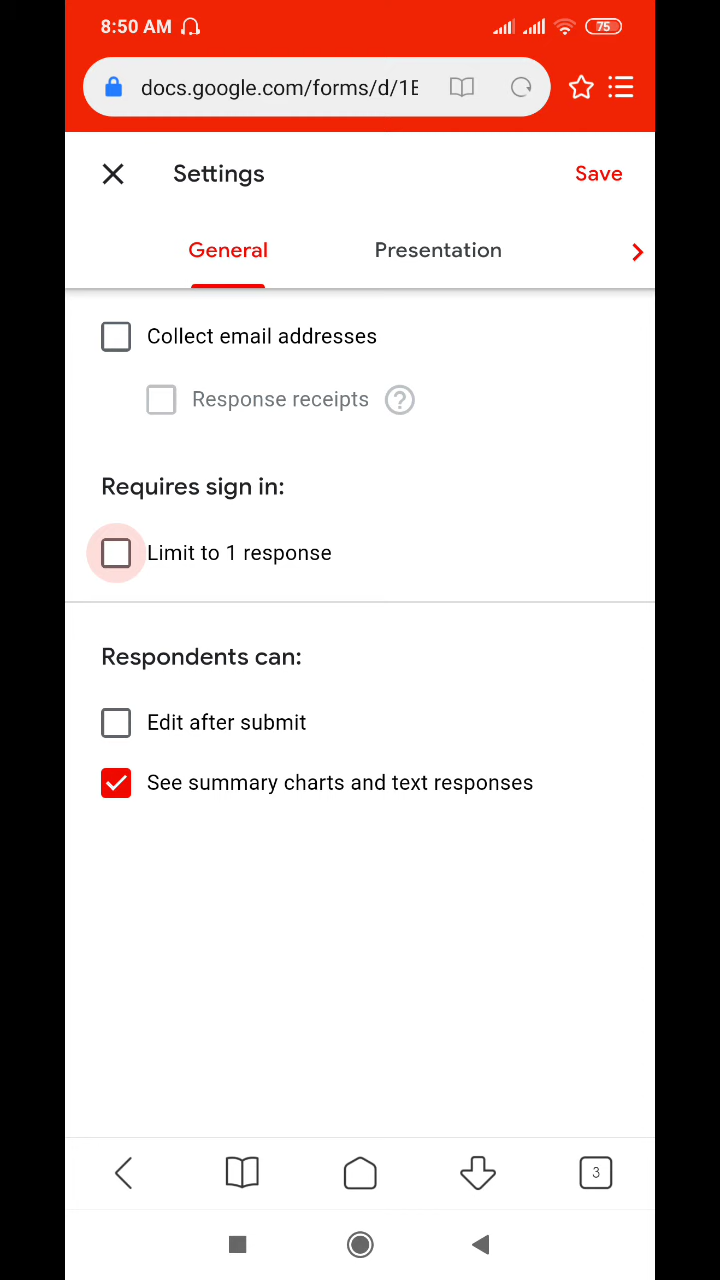 8:50 AM 75
docs.google.com/forms/d/1E
Settings Save
General Presentation
Collect email addresses
Response receipts ?
Requires sign in:
Limit to 1 response
Respondents can:
Edit after submit
See summary charts and text responses
3